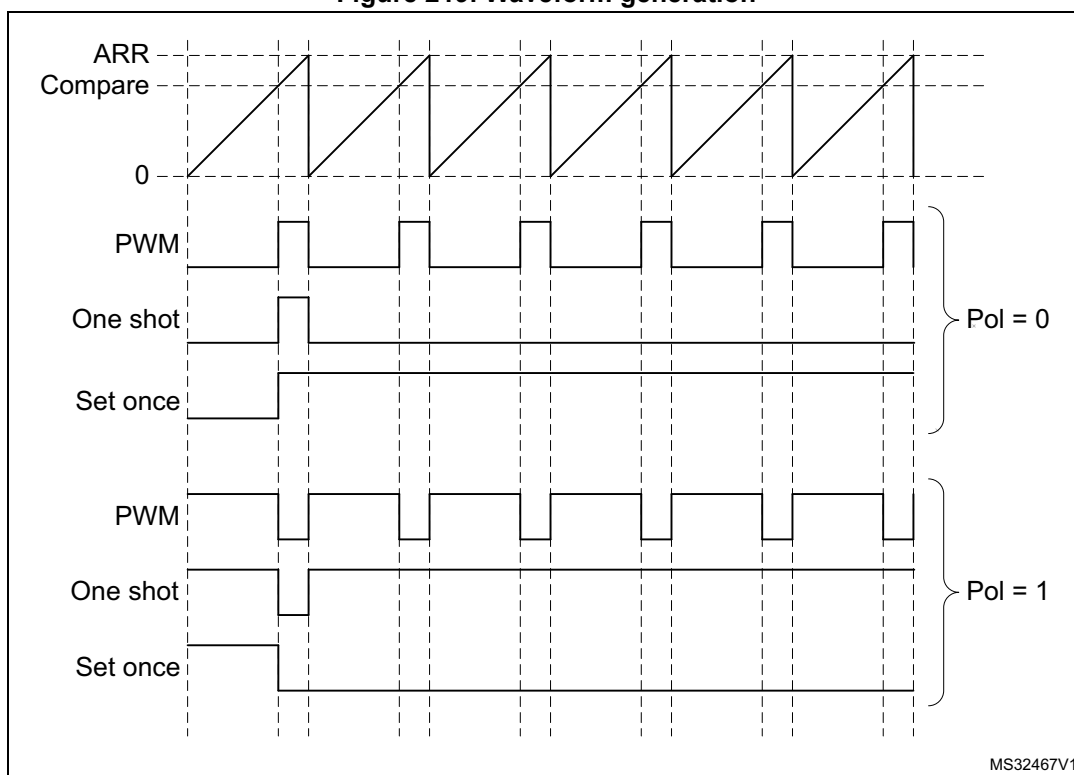 Figure Waveform generation
ARR
Compare
0
PWM
One shot
Pol = 0
Set once
PWM
One shot
Pol = 1
Set once
MS32467V1